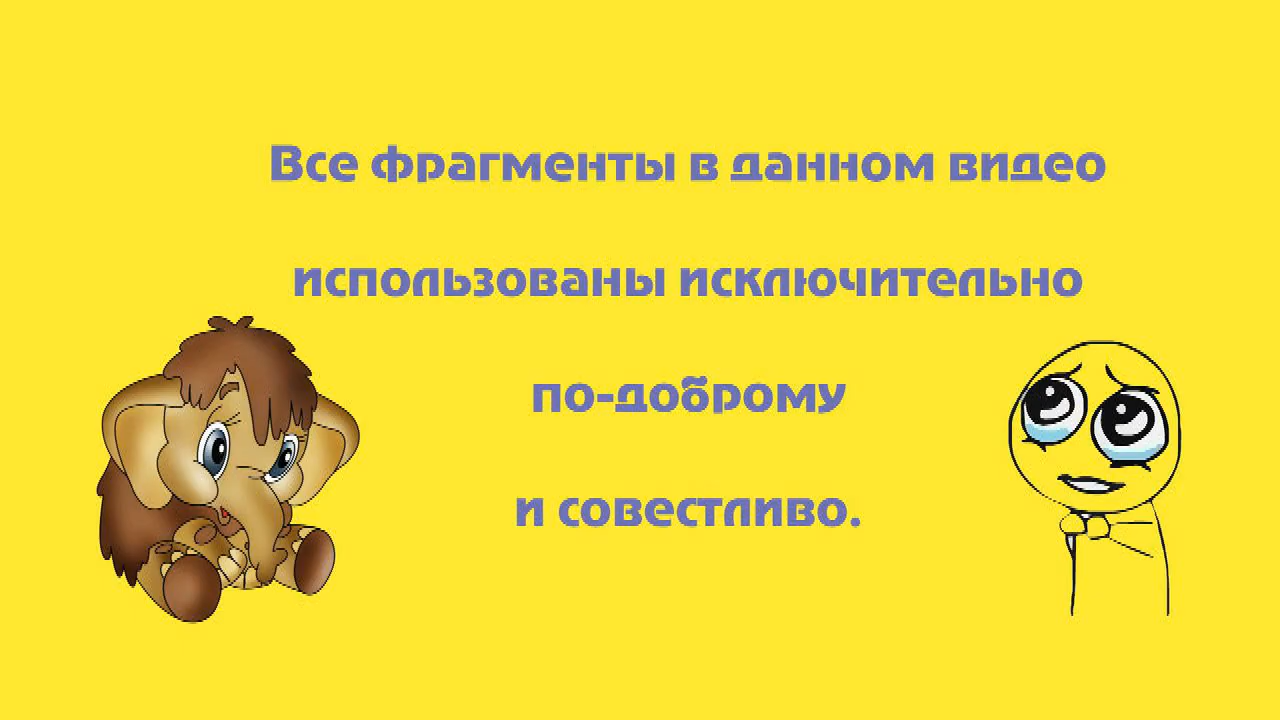 Все фрагменты в данном видео
использованы исключительно
по-доброму
и совестливо.